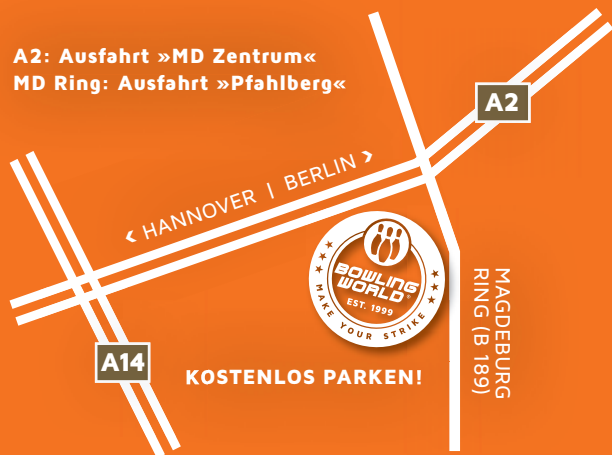 A2: Ausfahrt »MD Zentrum«
MD Ring: Ausfahrt »Pfahlberg«
A2
‹ HANNOVER | BERLIN ›
BOWLING
WORLD®
EST. 1999
MAKE YOUR STRIKE
MAGDEBURG
RING (B 189)
A14
KOSTENLOS PARKEN!